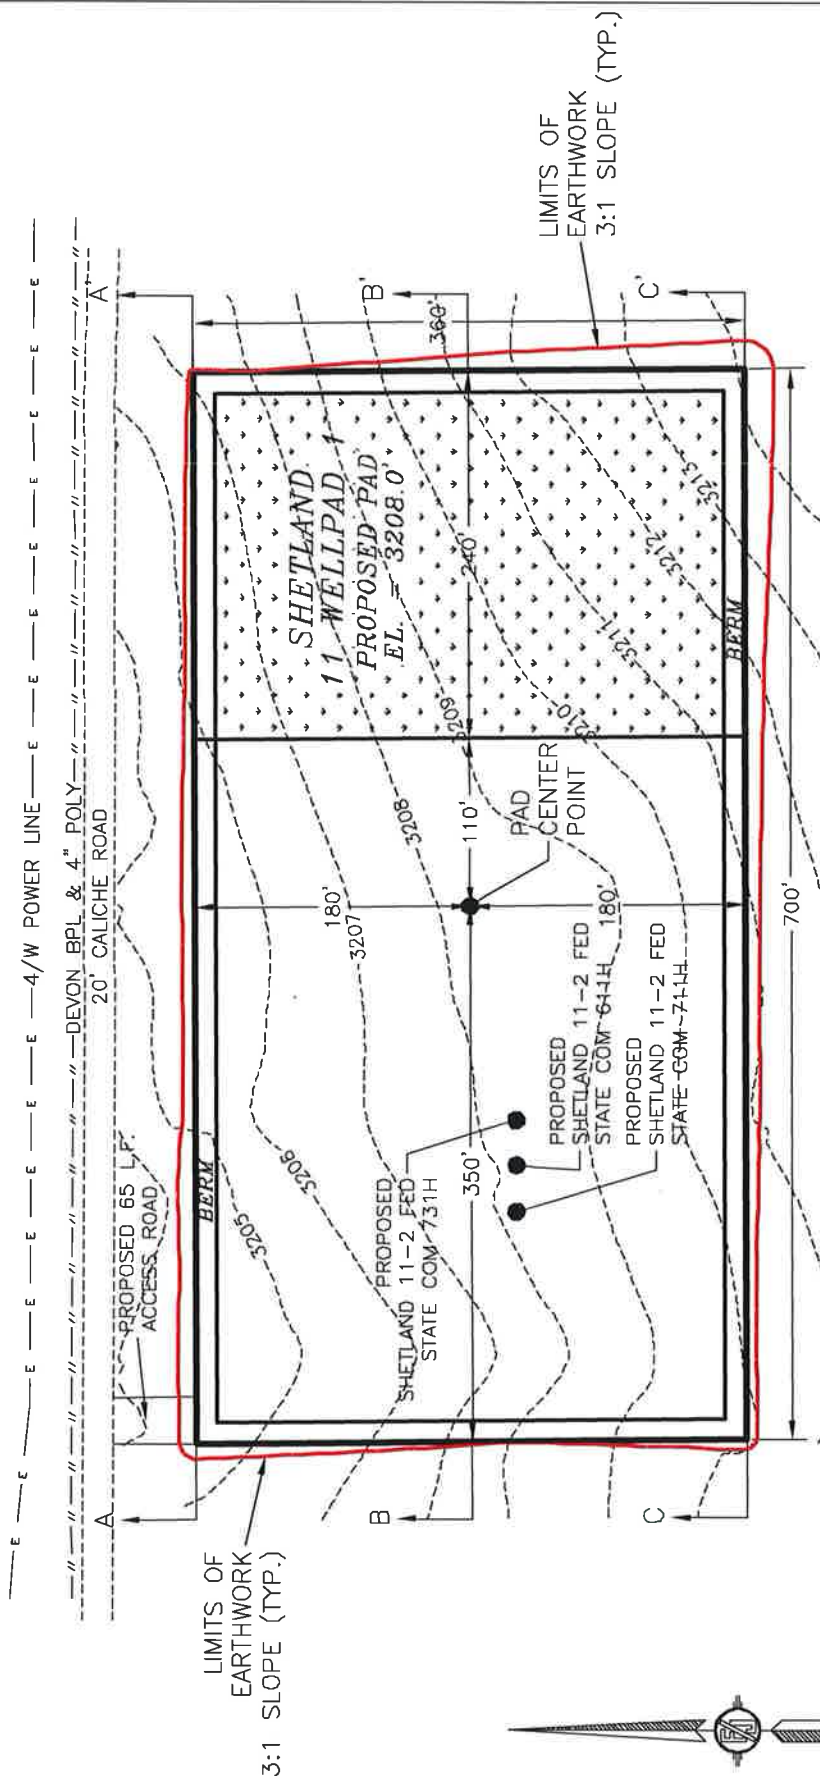 4/W POWER LINE
E E E E E E E E E E E E E
DEVON BPL & 4" POLY
20' CALICHE ROAD
PROPOSED 65 L.F.
ACCESS ROAD
A
A'
BERM
3205
3206
3207
3208
3209
3210
3211
3212
3213
SHETLAND
11 WELLPAD 1
PROPOSED PAD
EL. = 3208.0'
360'
B
B'
350'
110'
240'
180'
180'
PAD
CENTER
POINT
PROPOSED
SHETLAND 11-2 FED
STATE COM 731H
PROPOSED
SHETLAND 11-2 FED
STATE COM 611H
PROPOSED
SHETLAND 11-2 FED
STATE COM 711H
BERM
C
C'
700'
LIMITS OF
EARTHWORK
3:1 SLOPE (TYP.)
LIMITS OF
EARTHWORK
3:1 SLOPE (TYP.)